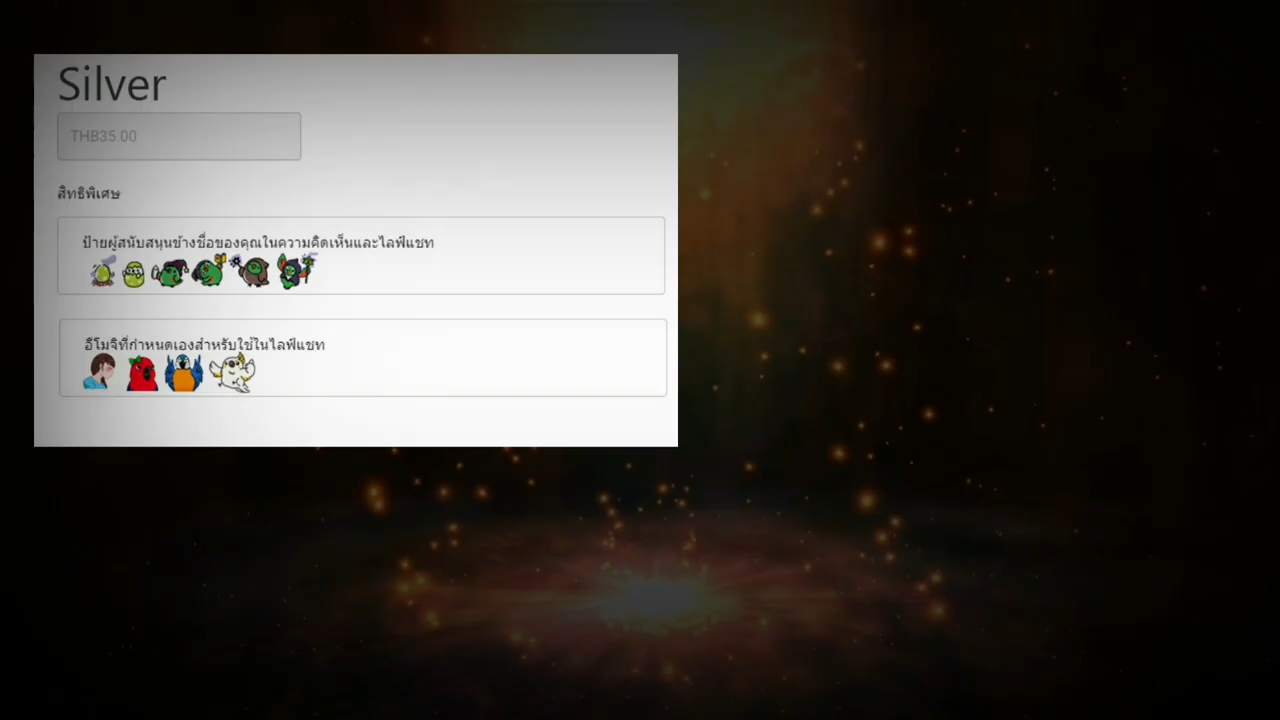 Silver
THB35.00
สิทธิพิเศษ
ป้ายผู้สนับสนุนข้างชื่อของคุณในความคิดเห็นและไลฟ์แชท
อีโมจิที่กำหนดเองสำหรับใช้ในไลฟ์แชท